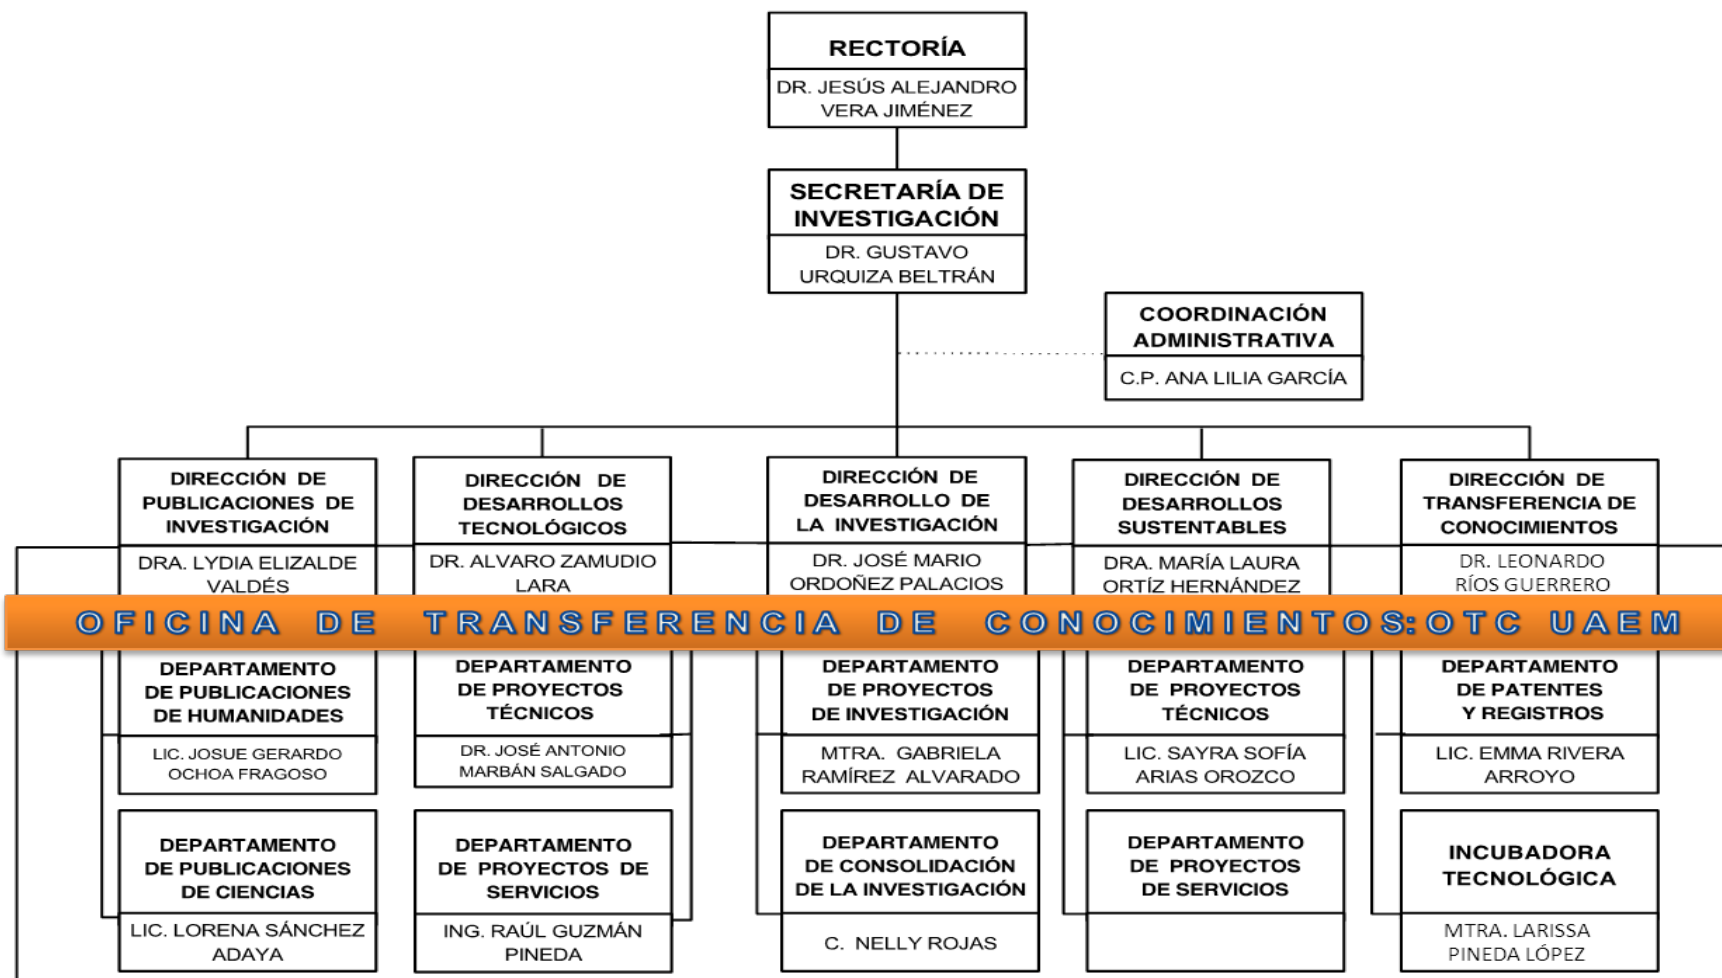 RECTORÍA
DR. JESÚS ALEJANDRO
VERA JIMÉNEZ
SECRETARÍA DE
INVESTIGACIÓN
DR. GUSTAVO
URQUIZA BELTRÁN
COORDINACIÓN
ADMINISTRATIVA
C.P. ANA LILIA GARCÍA
DIRECCIÓN DE
PUBLICACIONES DE
INVESTIGACIÓN
DRA. LYDIA ELIZALDE
VALDÉS
DIRECCIÓN DE
DESARROLLOS
TECNOLÓGICOS
DR. ALVARO ZAMUDIO
LARA
DIRECCIÓN DE
DESARROLLO DE
LA INVESTIGACIÓN
DR. JOSÉ MARIO
ORDOÑEZ PALACIOS
DIRECCIÓN DE
DESARROLLOS
SUSTENTABLES
DRA. MARÍA LAURA
ORTÍZ HERNÁNDEZ
DIRECCIÓN DE
TRANSFERENCIA DE
CONOCIMIENTOS
DR. LEONARDO
RÍOS GUERRERO
OFICINA DE TRANSFERENCIA DE CONOCIMIENTOS: OTC UAEM
DEPARTAMENTO
DE PUBLICACIONES
DE HUMANIDADES
LIC. JOSUE GERARDO
OCHOA FRAGOSO
DEPARTAMENTO
DE PROYECTOS
TÉCNICOS
DR. JOSÉ ANTONIO
MARBÁN SALGADO
DEPARTAMENTO
DE PROYECTOS
DE INVESTIGACIÓN
MTRA. GABRIELA
RAMÍREZ ALVARADO
DEPARTAMENTO
DE PROYECTOS
TÉCNICOS
LIC. SAYRA SOFÍA
ARIAS OROZCO
DEPARTAMENTO
DE PATENTES
Y REGISTROS
LIC. EMMA RIVERA
ARROYO
DEPARTAMENTO
DE PUBLICACIONES
DE CIENCIAS
LIC. LORENA SÁNCHEZ
ADAYA
DEPARTAMENTO
DE PROYECTOS DE
SERVICIOS
ING. RAÚL GUZMÁN
PINEDA
DEPARTAMENTO
DE CONSOLIDACIÓN
DE LA INVESTIGACIÓN
C. NELLY ROJAS
DEPARTAMENTO
DE PROYECTOS
DE SERVICIOS
INCUBADORA
TECNOLÓGICA
MTRA. LARISSA
PINEDA LÓPEZ